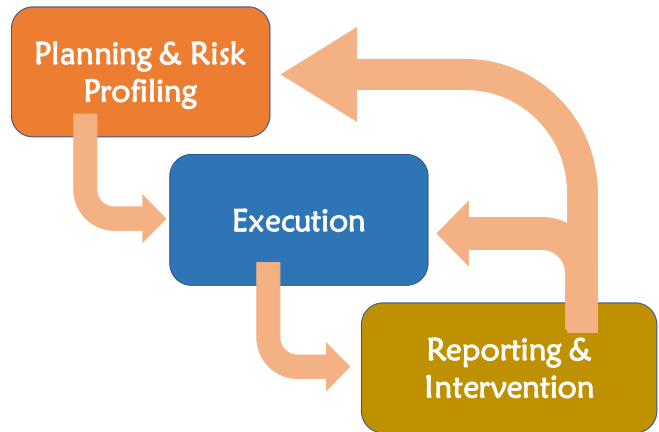 Planning & Risk
Profiling
Execution
Reporting &
Intervention